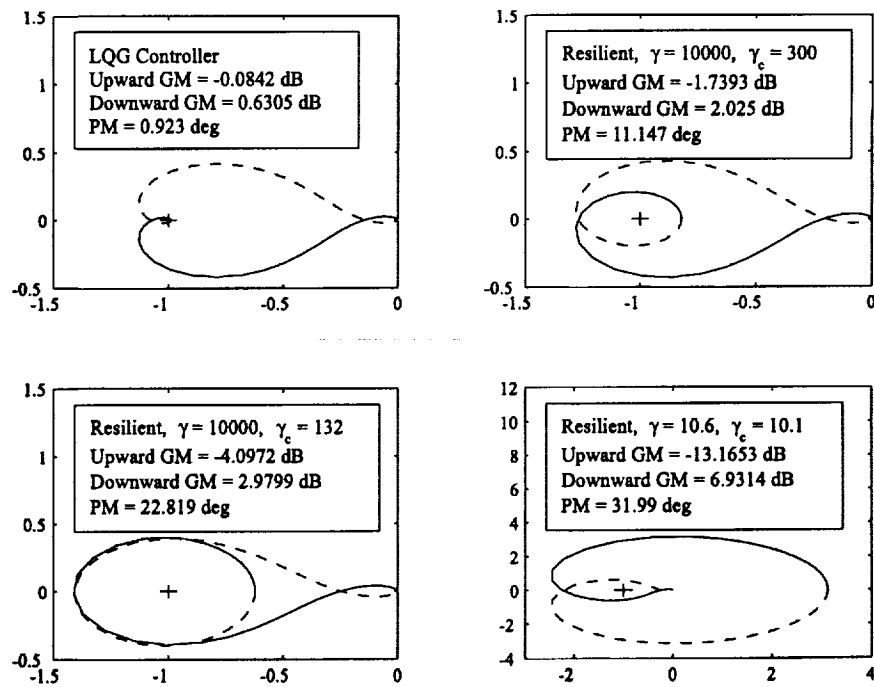 1.5
1
0.5
0
-0.5
-1.5
-1
-0.5
0
LQG Controller
Upward GM = -0.0842 dB
Downward GM = 0.6305 dB
PM = 0.923 deg
1.5
1
0.5
0
-0.5
-1.5
-1
-0.5
0
Resilient, γ = 10000, γc = 300
Upward GM = -1.7393 dB
Downward GM = 2.025 dB
PM = 11.147 deg
1.5
1
0.5
0
-0.5
-1.5
-1
-0.5
0
Resilient, γ = 10000, γc = 132
Upward GM = -4.0972 dB
Downward GM = 2.9799 dB
PM = 22.819 deg
12
10
8
6
4
2
0
-2
-4
-2
0
2
4
Resilient, γ = 10.6, γc = 10.1
Upward GM = -13.1653 dB
Downward GM = 6.9314 dB
PM = 31.99 deg